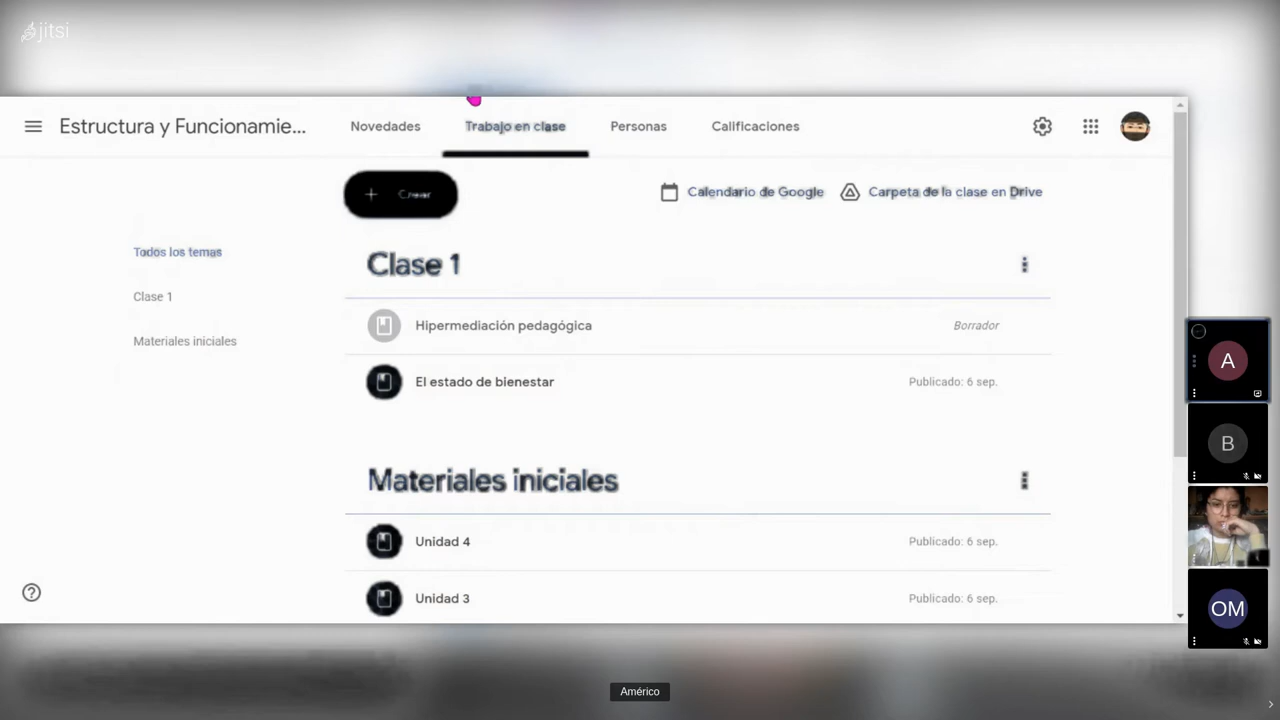 jitsi
Estructura y Funcionamie...
Novedades
Trabajo en clase
Personas
Calificaciones
Crear
Calendario de Google
Carpeta de la clase en Drive
Todos los temas
Clase 1
Materiales iniciales
Clase 1
Hipermediación pedagógica
Borrador
El estado de bienestar
Publicado: 6 sep.
Materiales iniciales
Unidad 4
Publicado: 6 sep.
Unidad 3
Publicado: 6 sep.
A
B
OM
Américo